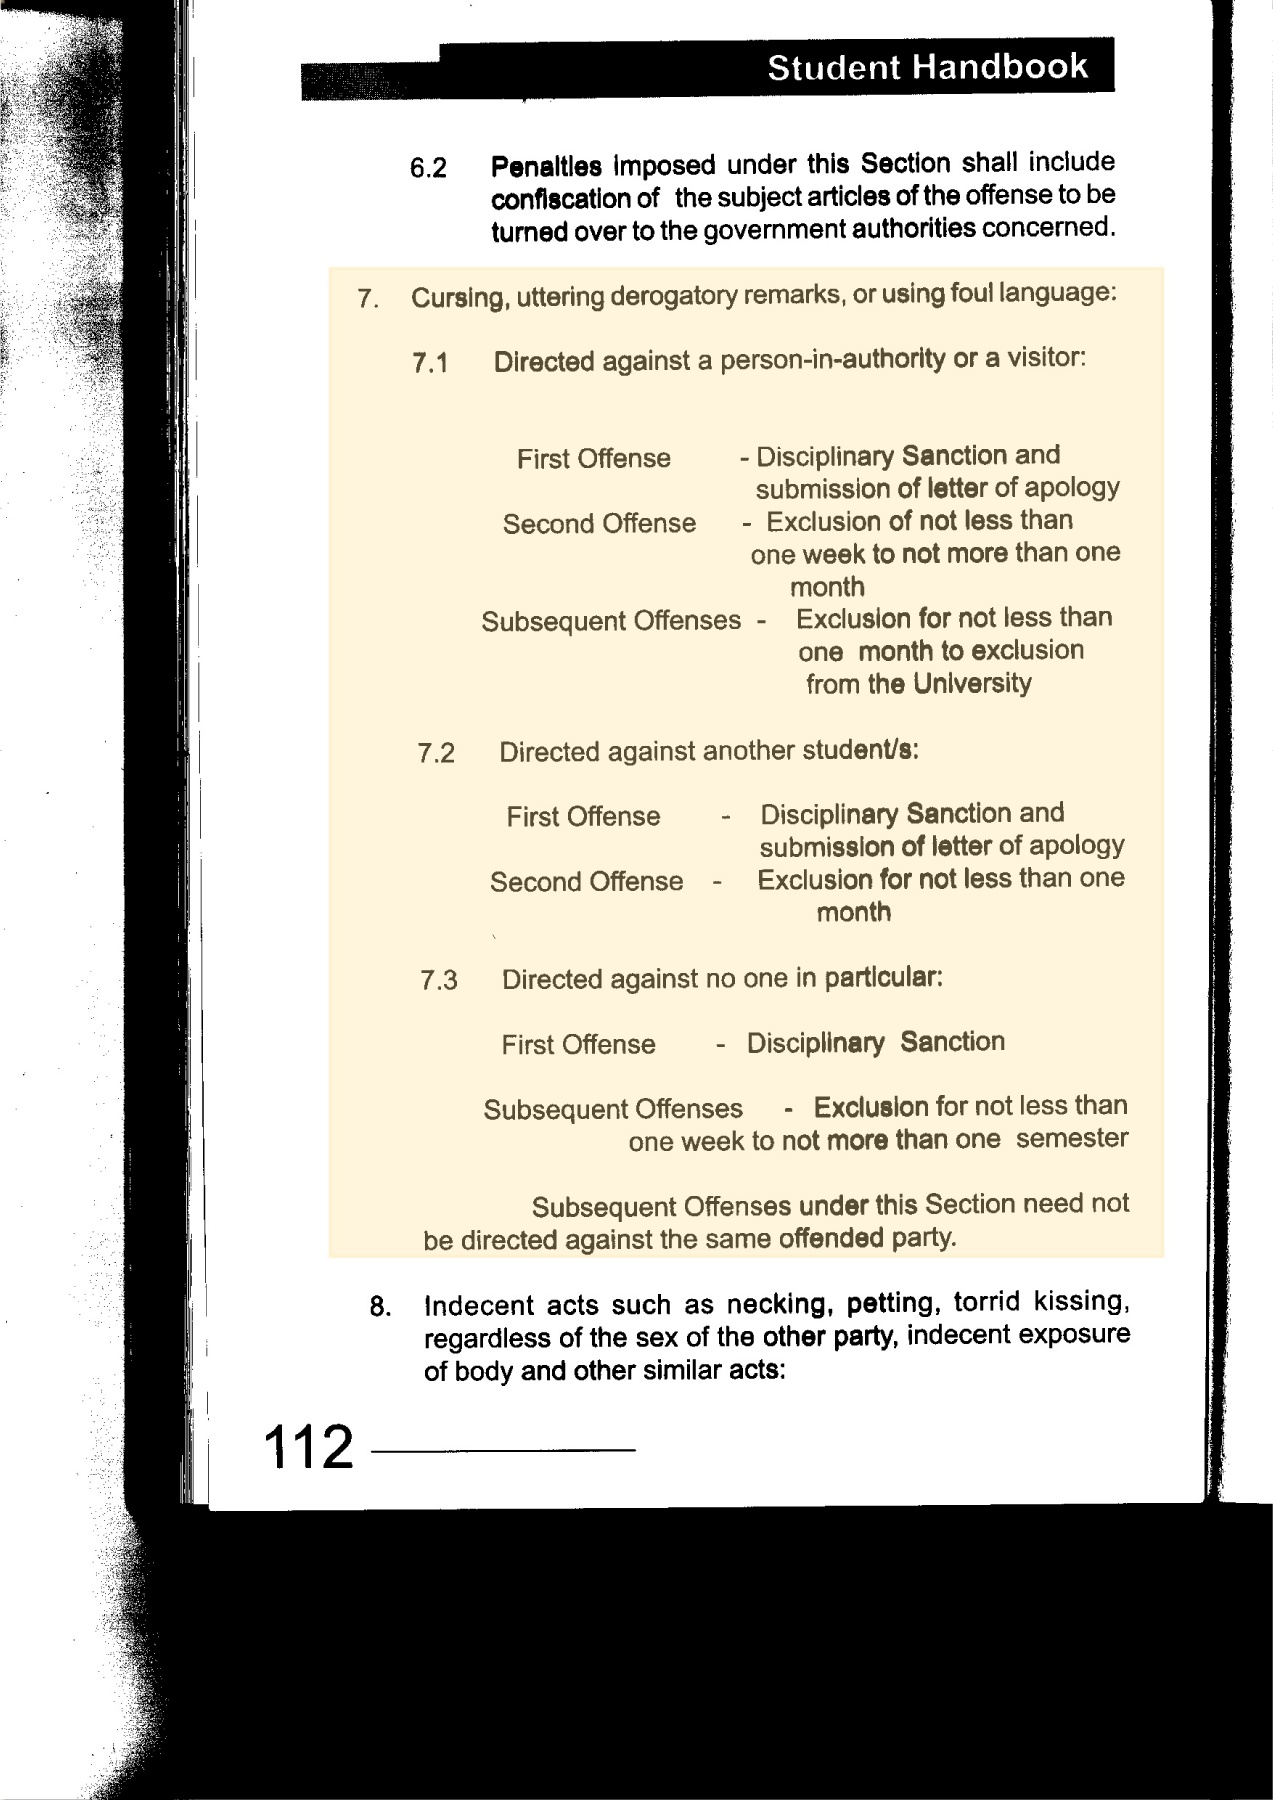 Student Handbook
6.2 Penalties imposed under this Section shall include
confiscation of the subject articles of the offense to be
turned over to the government authorities concerned.
7. Cursing, uttering derogatory remarks, or using foul language:
7.1 Directed against a person-in-authority or a visitor:
First Offense - Disciplinary Sanction and
submission of letter of apology
Second Offense - Exclusion of not less than
one week to not more than one
month
Subsequent Offenses - Exclusion for not less than
one month to exclusion
from the University
7.2 Directed against another student/s:
First Offense - Disciplinary Sanction and
submission of letter of apology
Second Offense - Exclusion for not less than one
month
7.3 Directed against no one in particular:
First Offense - Disciplinary Sanction
Subsequent Offenses - Exclusion for not less than
one week to not more than one semester
Subsequent Offenses under this Section need not
be directed against the same offended party.
8. Indecent acts such as necking, petting, torrid kissing,
regardless of the sex of the other party, indecent exposure
of body and other similar acts:
112